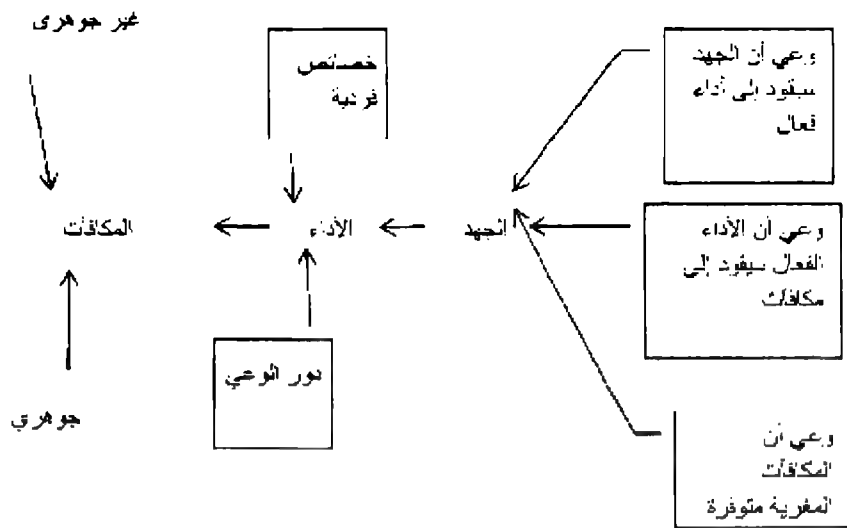 غير جوهرى
خصائص
فردية
وعي أن الجهد
سيقود إلى أداء
فعال
المكافآت
الأداء
الجهد
وعي أن الأداء
الفعال سيقود إلى
مكافآت
دور الوعي
جوهري
وعي أن
المكافآت
المغرية متوفرة